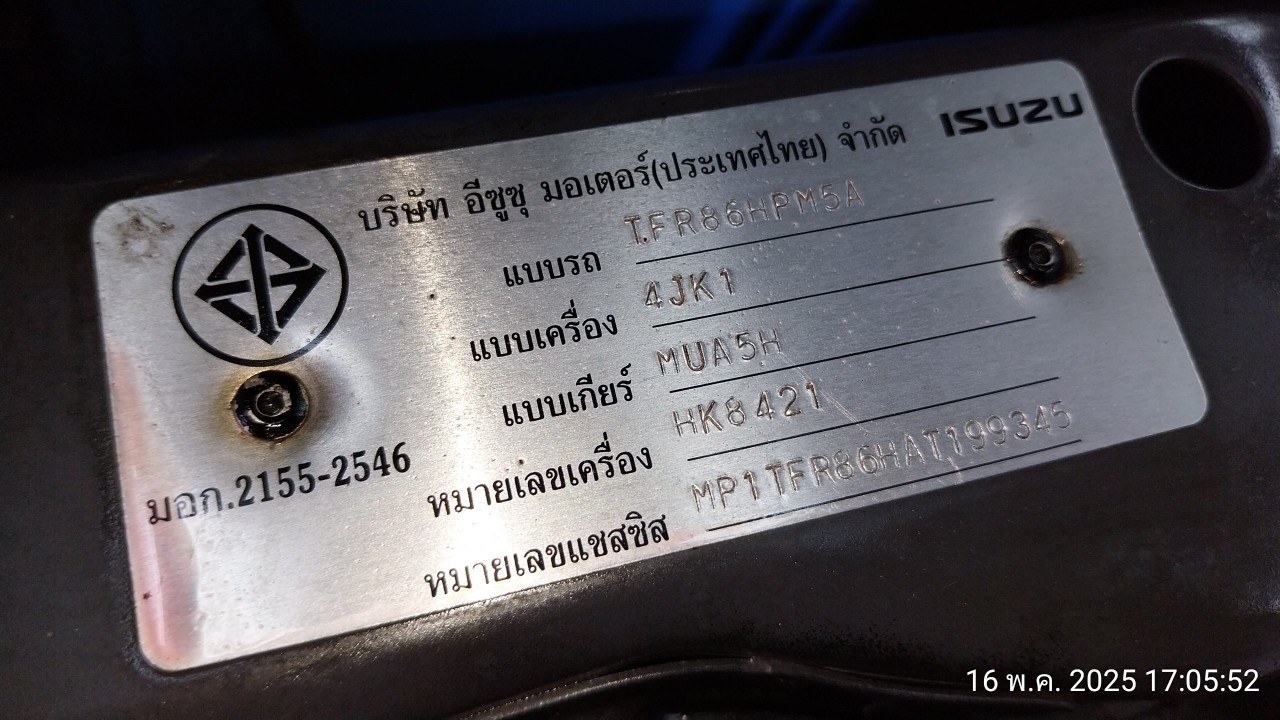 บริษัท อีซูซุ มอเตอร์(ประเทศไทย) จำกัด ISUZU
แบบรถ TFR86HPM5A
แบบเครื่อง 4JK1
แบบเกียร์ MUA5H
หมายเลขเครื่อง HK8421
หมายเลขแชสซิส MP1TFR86HAT199345
มอก.2155-2546
16 พ.ค. 2025 17:05:52